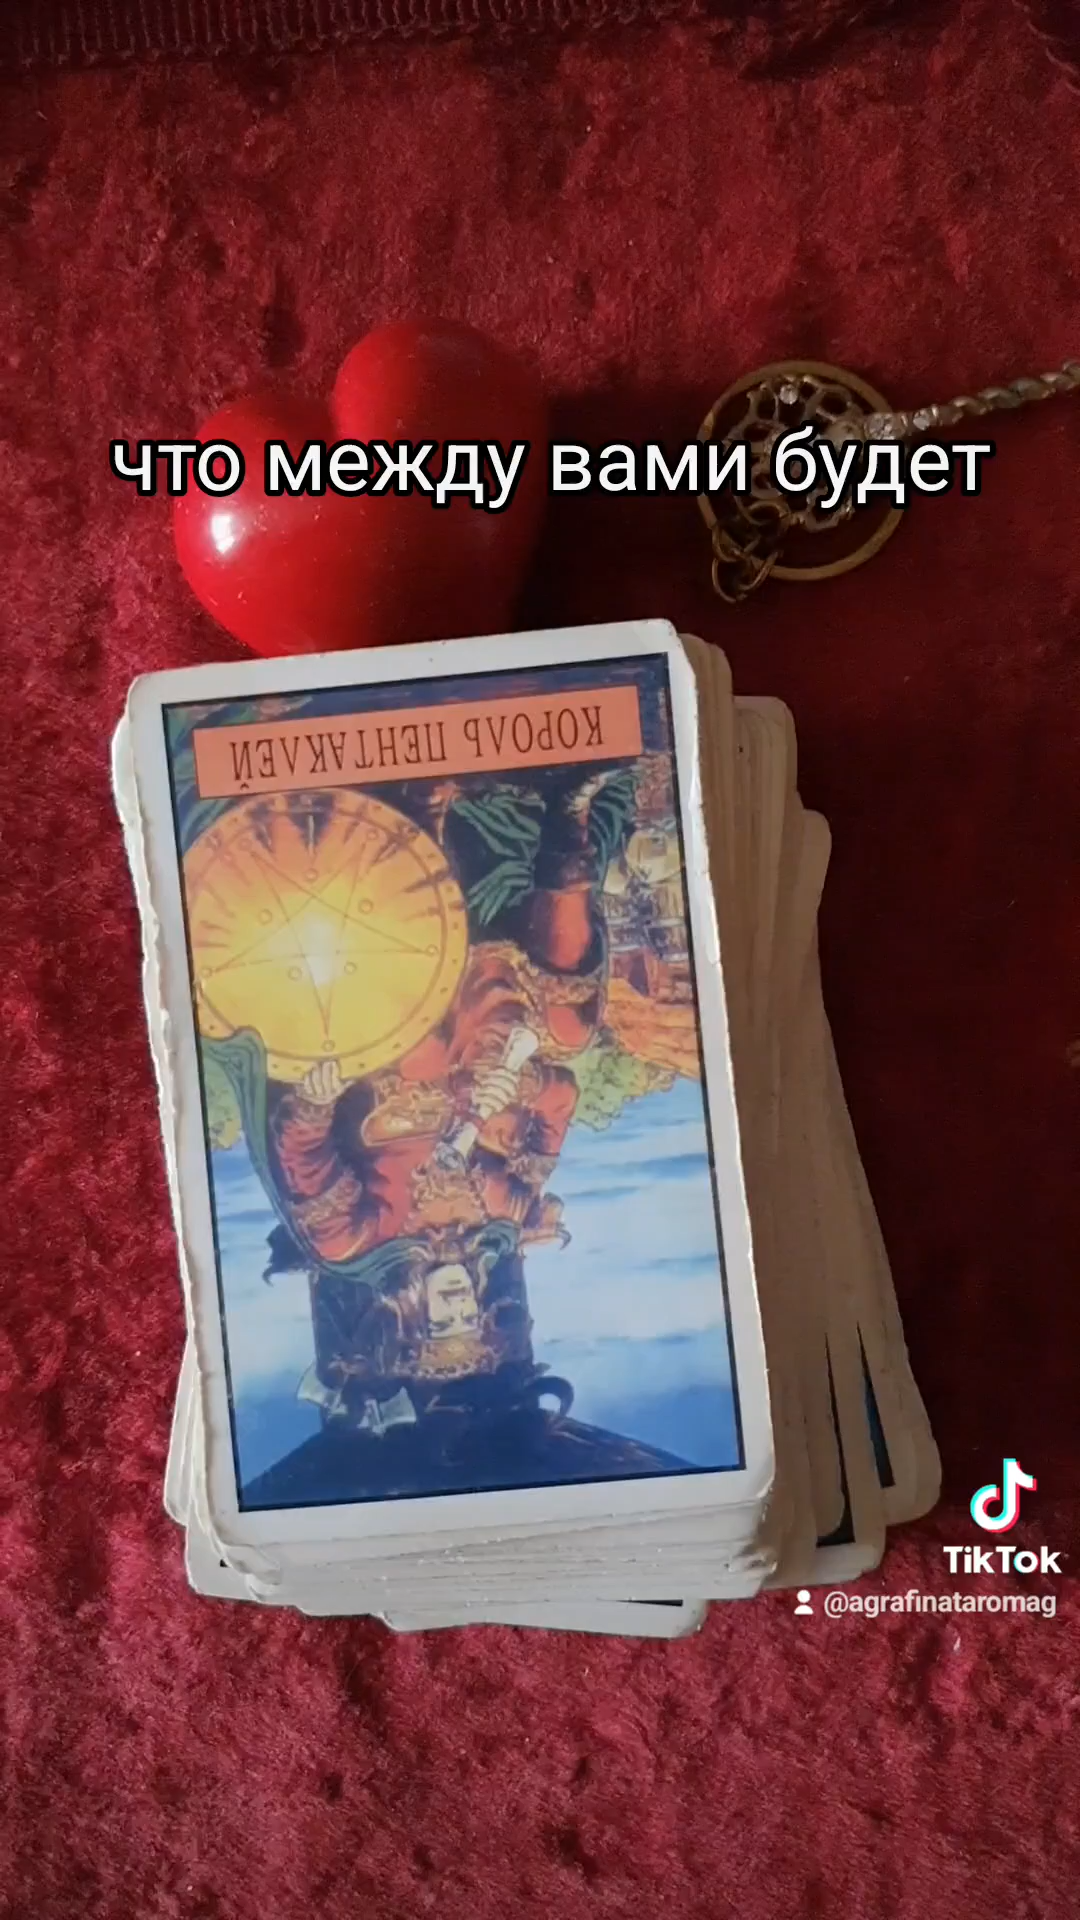 что между вами будет
КОРОЛЬ ПЕНТАКЛЕЙ
TikTok
@agrafinataromag